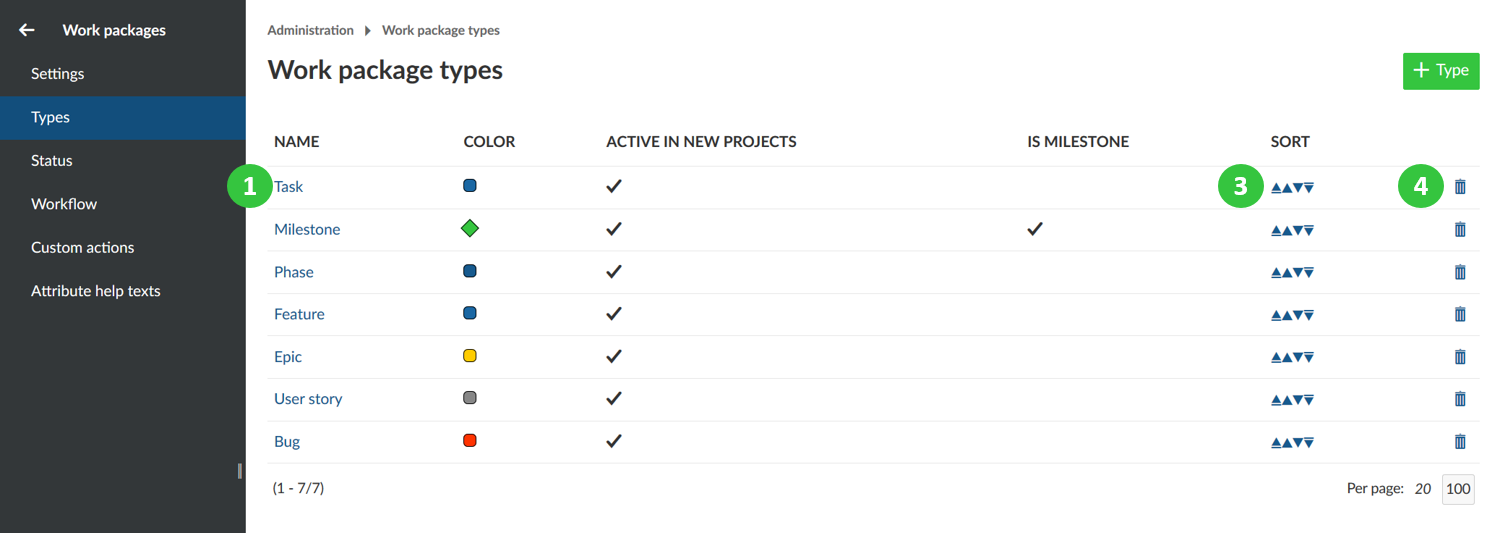 Work packages
Settings
Types
Status
Workflow
Custom actions
Attribute help texts
Administration Work package types
Work package types
+ Type
NAME COLOR ACTIVE IN NEW PROJECTS IS MILESTONE SORT
1 Task 3 4
Milestone
Phase
Feature
Epic
User story
Bug
(1 - 7/7) Per page: 20 100